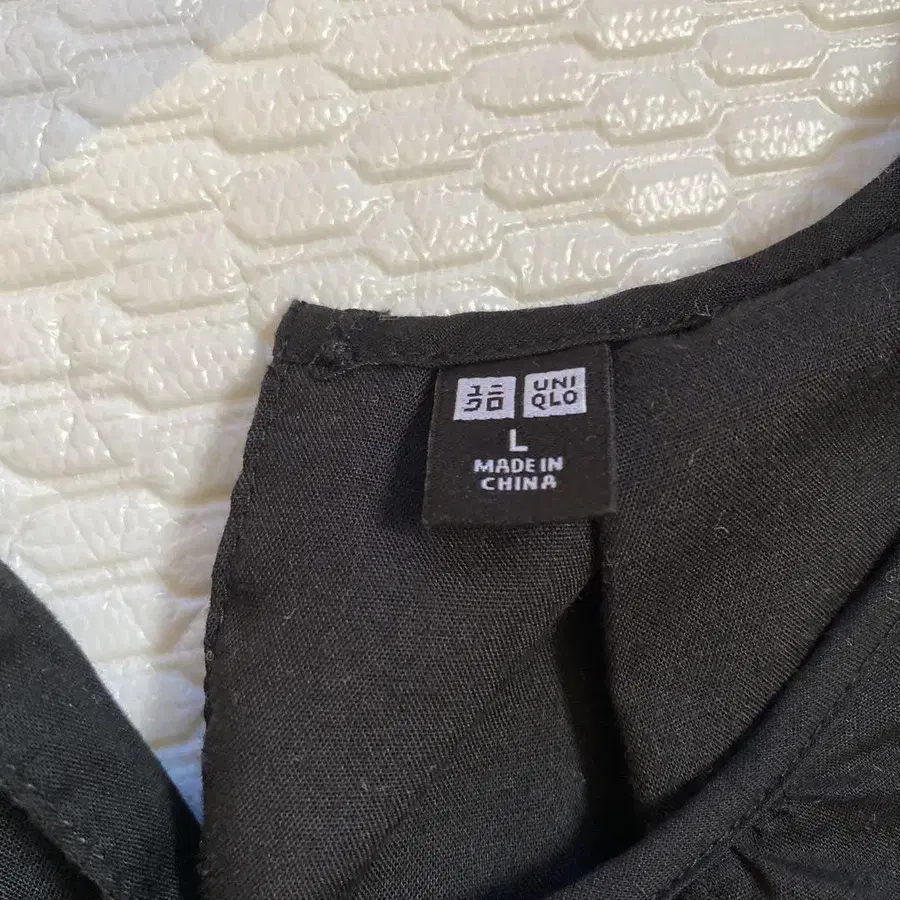 ユニ UNI
クロ QLO
L
MADE IN
CHINA